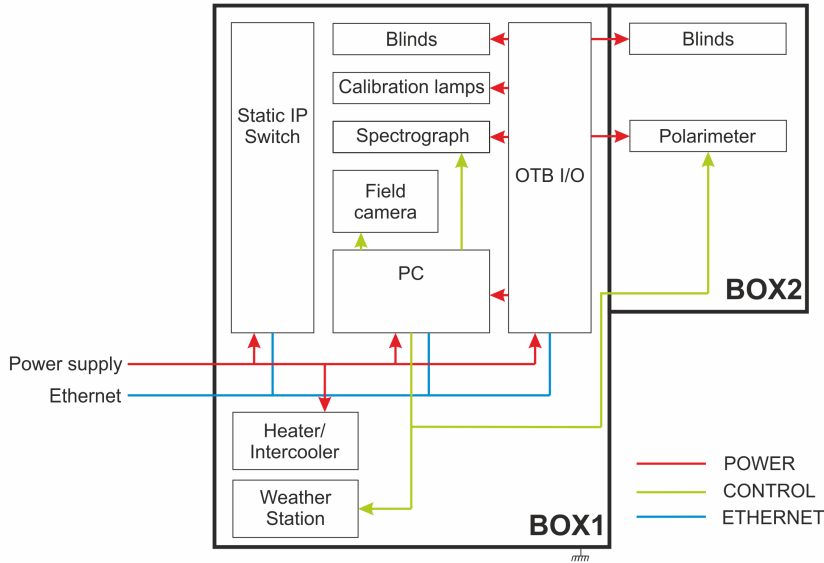 Static IP
Switch
Blinds
Calibration lamps
Spectrograph
Field
camera
PC
OTB I/O
Blinds
Polarimeter
BOX2
Power supply
Ethernet
Heater/
Intercooler
Weather
Station
BOX1
POWER
CONTROL
ETHERNET